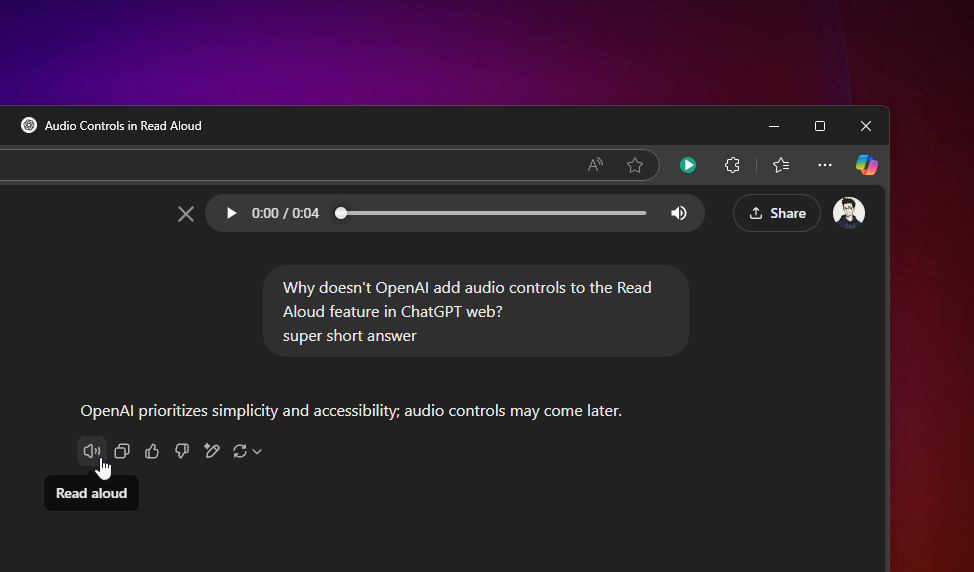 Audio Controls in Read Aloud
0:00 / 0:04
Share
Why doesn't OpenAI add audio controls to the Read
Aloud feature in ChatGPT web?
super short answer
OpenAI prioritizes simplicity and accessibility; audio controls may come later.
Read aloud